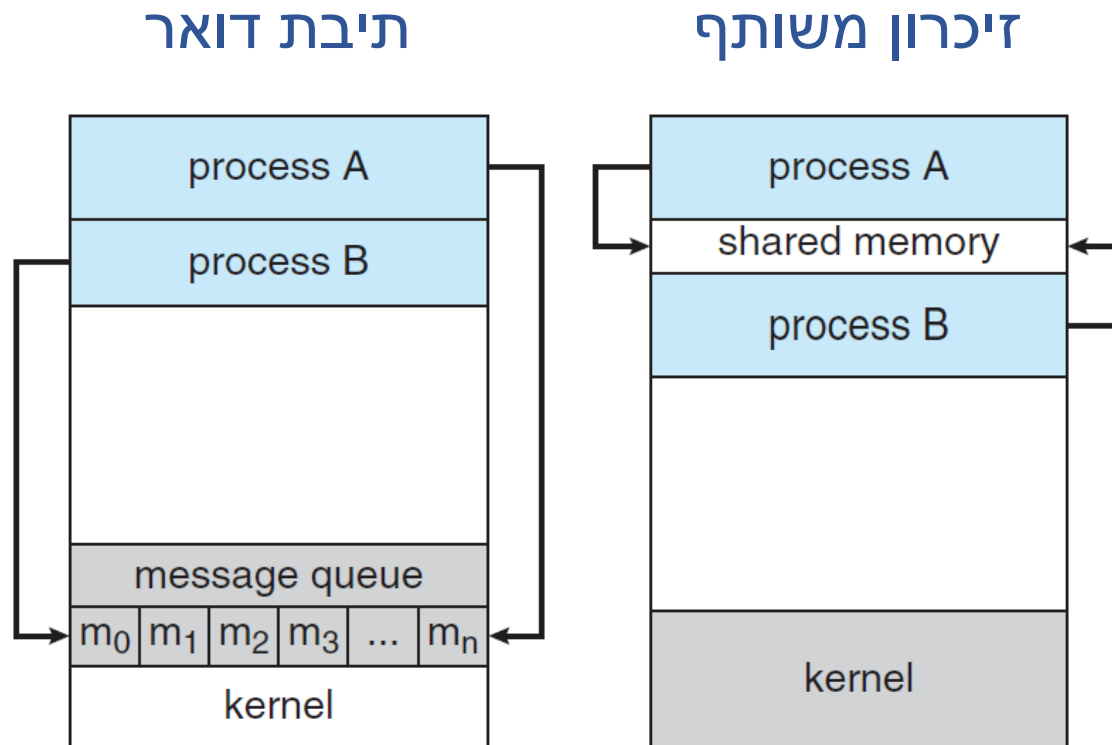 תיבת דואר
process A
process B
message queue
m0 m1 m2 m3 ... mn
kernel
זיכרון משותף
process A
shared memory
process B
kernel